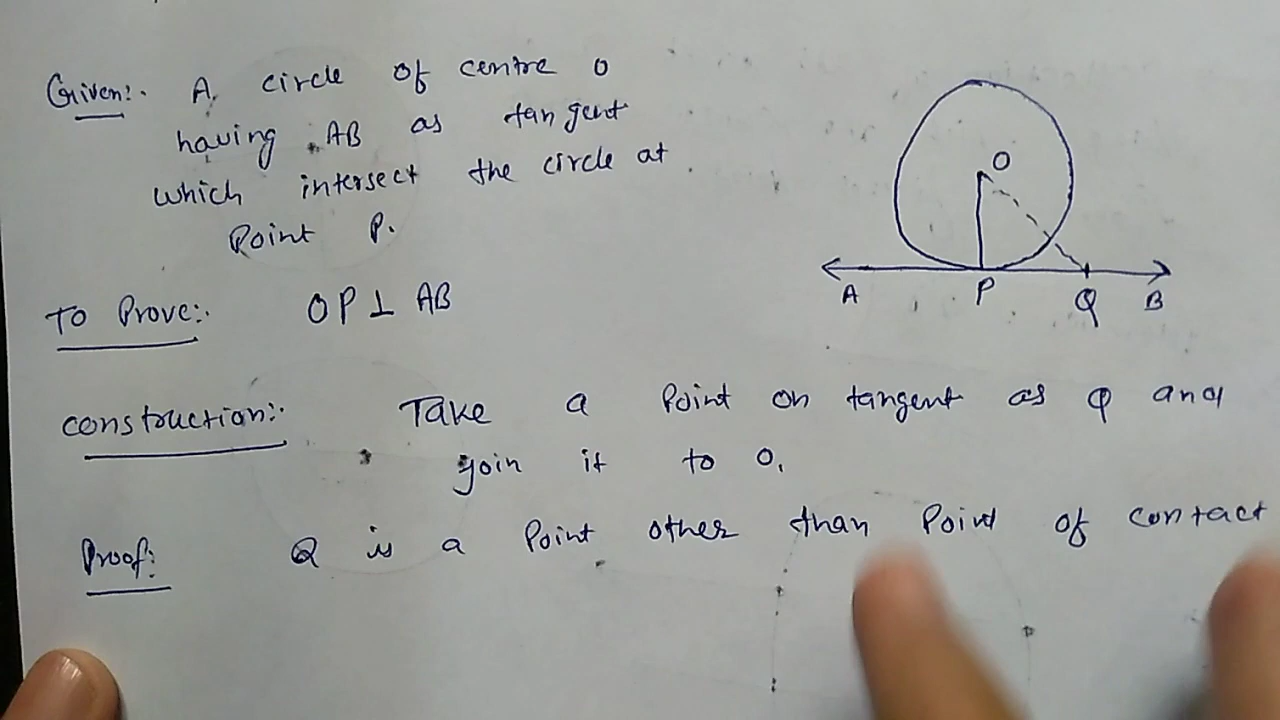 Given:. A circle of centre O
having AB as tangent
which intersect the circle at
Point P.
To Prove:. OP ⊥ AB
construction:. Take a Point on tangent as Q and
join it to O.
Proof: Q is a Point other than Point of contact
O
A P Q B